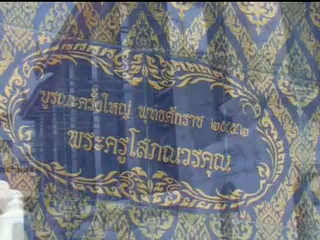 บูรณะครั้งใหญ่ พุทธศักราช ๒๕๕๒
พระครูโสภณวรคุณ